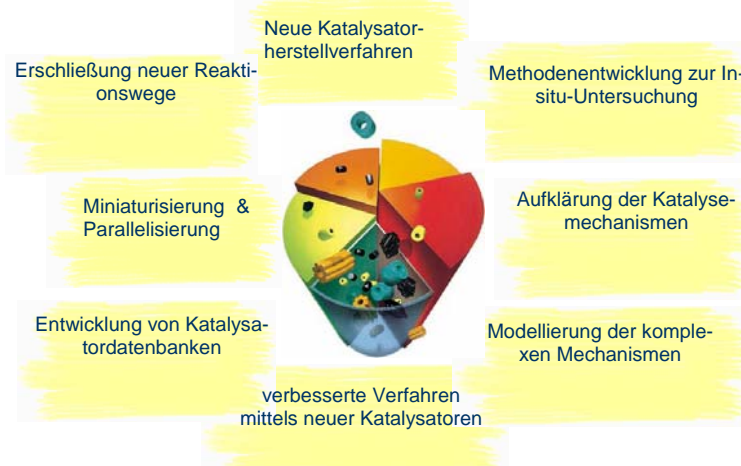 Neue Katalysator-
herstellverfahren
Erschließung neuer Reakti-
onswege
Methodenentwicklung zur In-
situ-Untersuchung
Miniaturisierung &
Parallelisierung
Aufklärung der Katalyse-
mechanismen
Entwicklung von Katalysa-
tordatenbanken
Modellierung der komple-
xen Mechanismen
verbesserte Verfahren
mittels neuer Katalysatoren